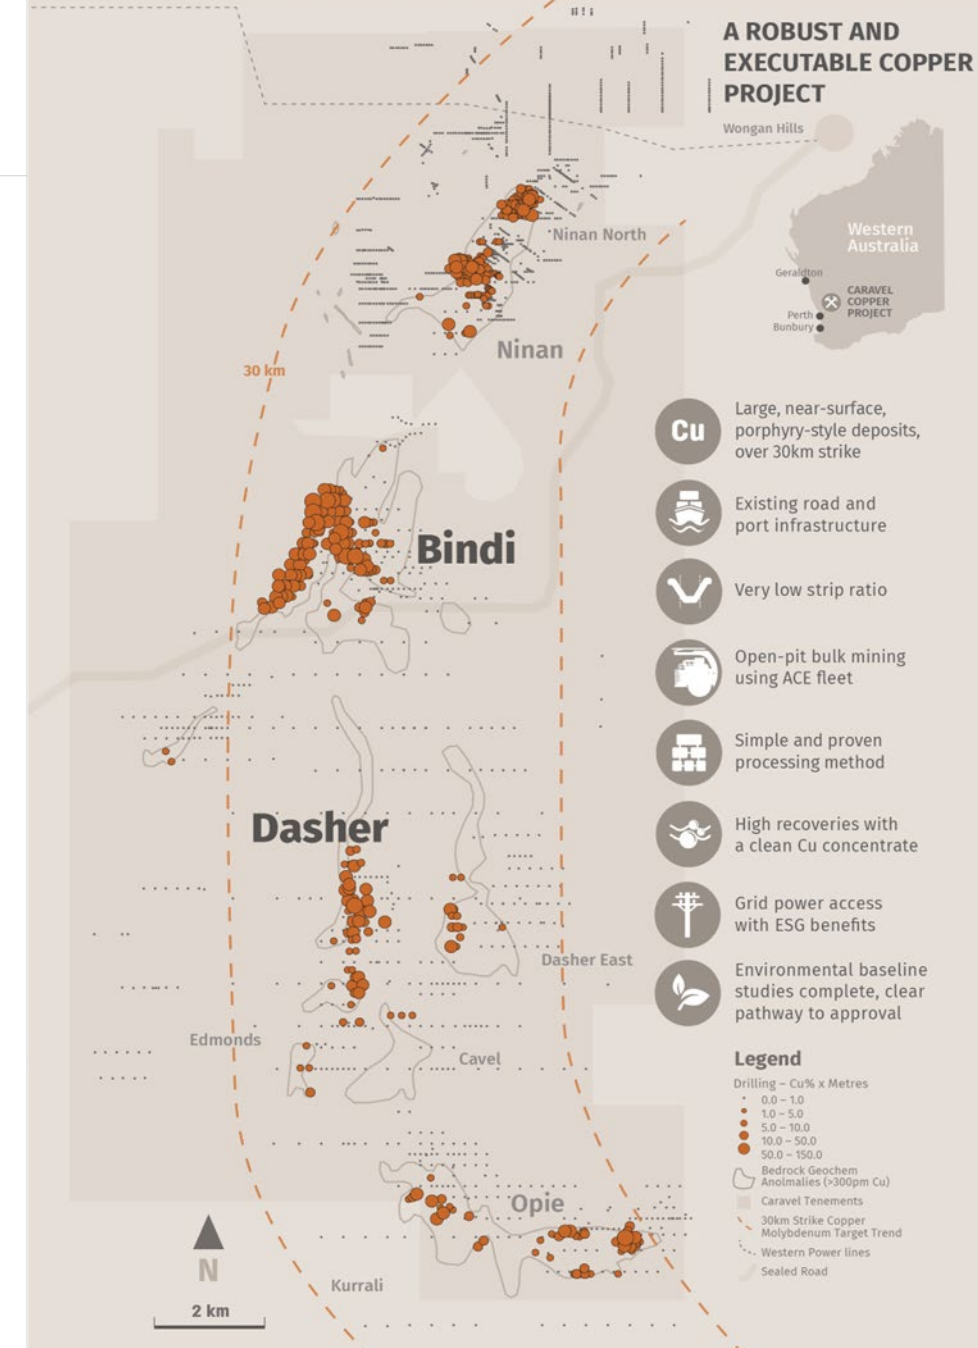 A ROBUST AND
EXECUTABLE COPPER
PROJECT
Wongan Hills
Western
Australia
Geraldton
CARAVEL
COPPER
PROJECT
Perth
Bunbury
Ninan North
Ninan
30 km
Bindi
Dasher
Dasher East
Edmonds
Cavel
Opie
Kurrali
N
2 km
Cu
Large, near-surface,
porphyry-style deposits,
over 30km strike
Existing road and
port infrastructure
Very low strip ratio
Open-pit bulk mining
using ACE fleet
Simple and proven
processing method
High recoveries with
a clean Cu concentrate
Grid power access
with ESG benefits
Environmental baseline
studies complete, clear
pathway to approval
Legend
Drilling – Cu% x Metres
0.0 – 1.0
1.0 – 5.0
5.0 – 10.0
10.0 – 50.0
50.0 – 150.0
Bedrock Geochem
Anolmalies (>300pm Cu)
Caravel Tenements
30km Strike Copper
Molybdenum Target Trend
Western Power lines
Sealed Road